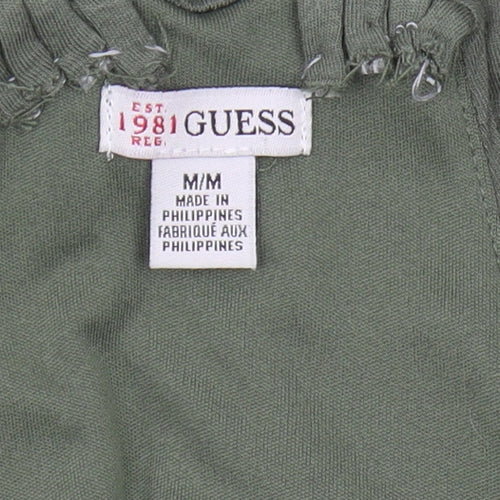 EST.
1981 GUESS
REG.
M/M
MADE IN
PHILIPPINES
FABRIQUÉ AUX
PHILIPPINES